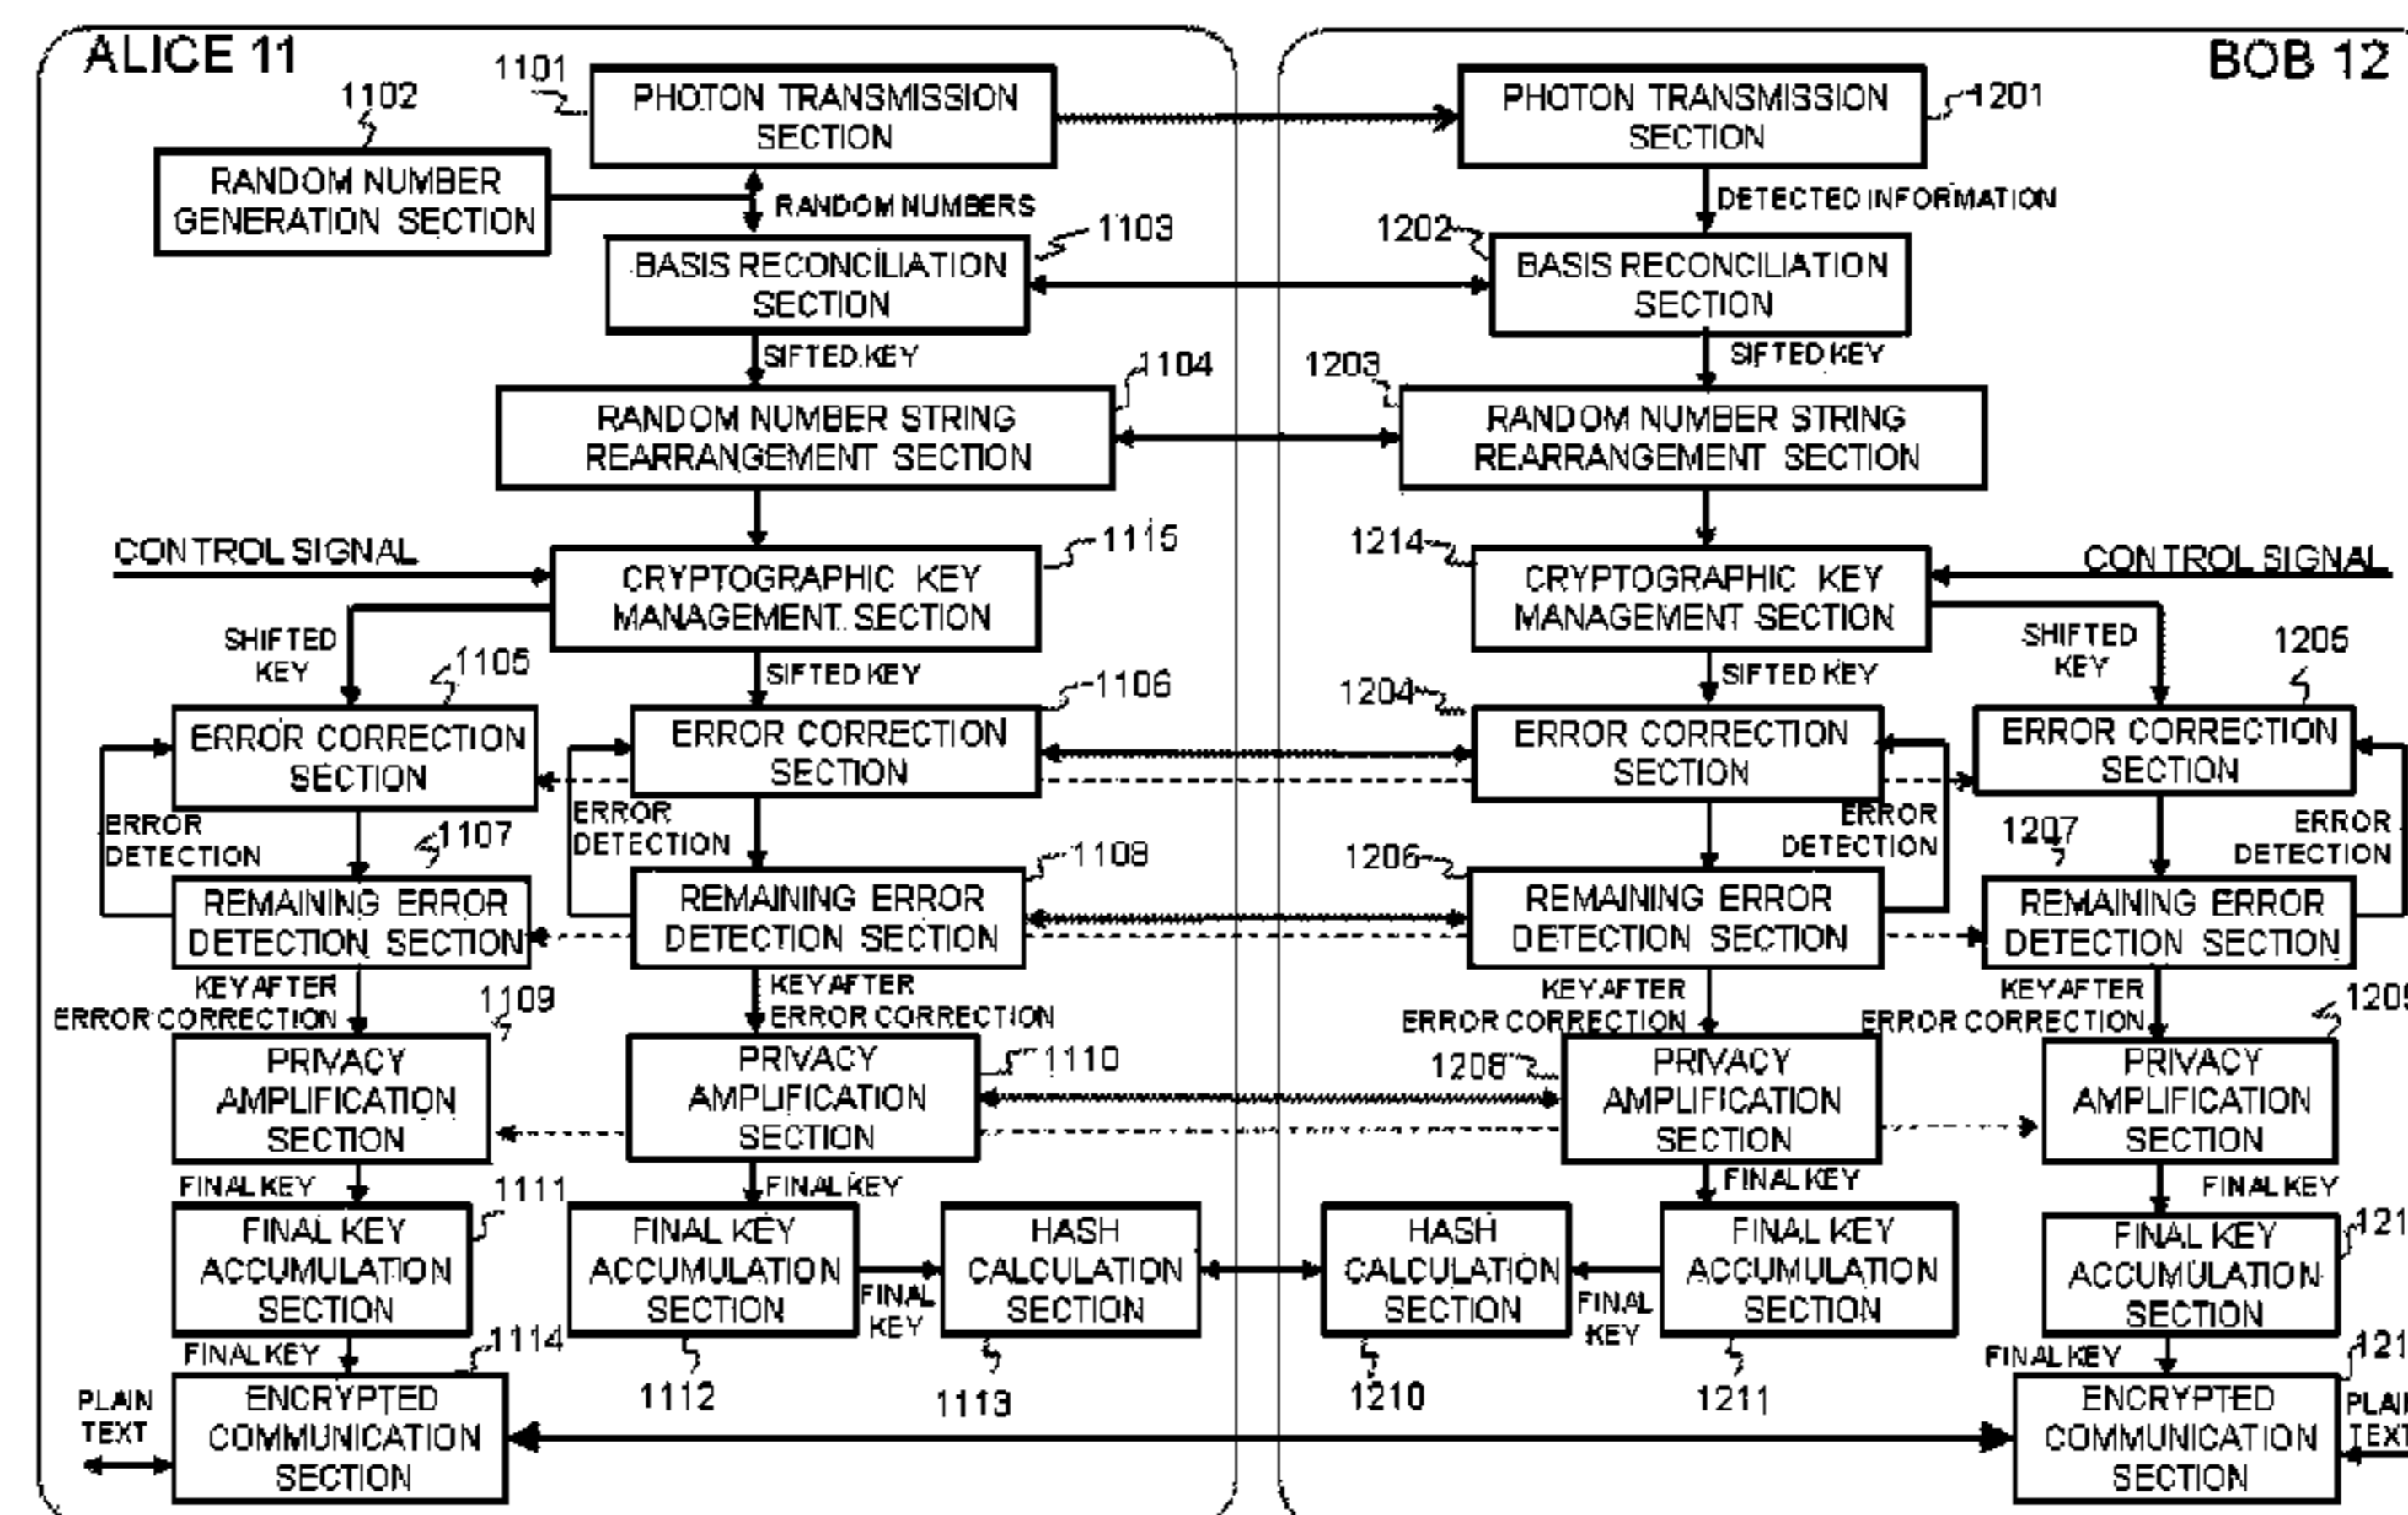 ALICE 11
BOB 12
1101
PHOTON TRANSMISSION
SECTION
PHOTON TRANSMISSION
SECTION
1201
1102
RANDOM NUMBER
GENERATION SECTION
RANDOM NUMBERS
DETECTED INFORMATION
1103
BASIS RECONCILIATION
SECTION
1202
BASIS RECONCILIATION
SECTION
SIFTED KEY
SIFTED KEY
1104
RANDOM NUMBER STRING
REARRANGEMENT SECTION
1203
RANDOM NUMBER STRING
REARRANGEMENT SECTION
CONTROL SIGNAL
1115
CRYPTOGRAPHIC KEY
MANAGEMENT SECTION
1214
CRYPTOGRAPHIC KEY
MANAGEMENT SECTION
CONTROL SIGNAL
SHIFTED
KEY
SIFTED KEY
SIFTED KEY
SHIFTED
KEY
1105
ERROR CORRECTION
SECTION
1106
ERROR CORRECTION
SECTION
1204
ERROR CORRECTION
SECTION
1205
ERROR CORRECTION
SECTION
ERROR
DETECTION
ERROR
DETECTION
ERROR
DETECTION
ERROR
DETECTION
1107
REMAINING ERROR
DETECTION SECTION
1108
REMAINING ERROR
DETECTION SECTION
1206
REMAINING ERROR
DETECTION SECTION
1207
REMAINING ERROR
DETECTION SECTION
KEY AFTER
ERROR CORRECTION
KEY AFTER
ERROR CORRECTION
KEY AFTER
ERROR CORRECTION
KEY AFTER
ERROR CORRECTION
1109
PRIVACY
AMPLIFICATION
SECTION
1110
PRIVACY
AMPLIFICATION
SECTION
1208
PRIVACY
AMPLIFICATION
SECTION
1209
PRIVACY
AMPLIFICATION
SECTION
FINAL KEY
FINAL KEY
FINAL KEY
FINAL KEY
1111
FINAL KEY
ACCUMULATION
SECTION
FINAL KEY
ACCUMULATION
SECTION
1112
FINAL
KEY
HASH
CALCULATION
SECTION
1113
HASH
CALCULATION
SECTION
1210
FINAL
KEY
FINAL KEY
ACCUMULATION
SECTION
1211
FINAL KEY
ACCUMULATION
SECTION
121
FINAL KEY
1114
FINAL KEY
121
PLAIN
TEXT
ENCRYPTED
COMMUNICATION
SECTION
ENCRYPTED
COMMUNICATION
SECTION
PLAIN
TEXT